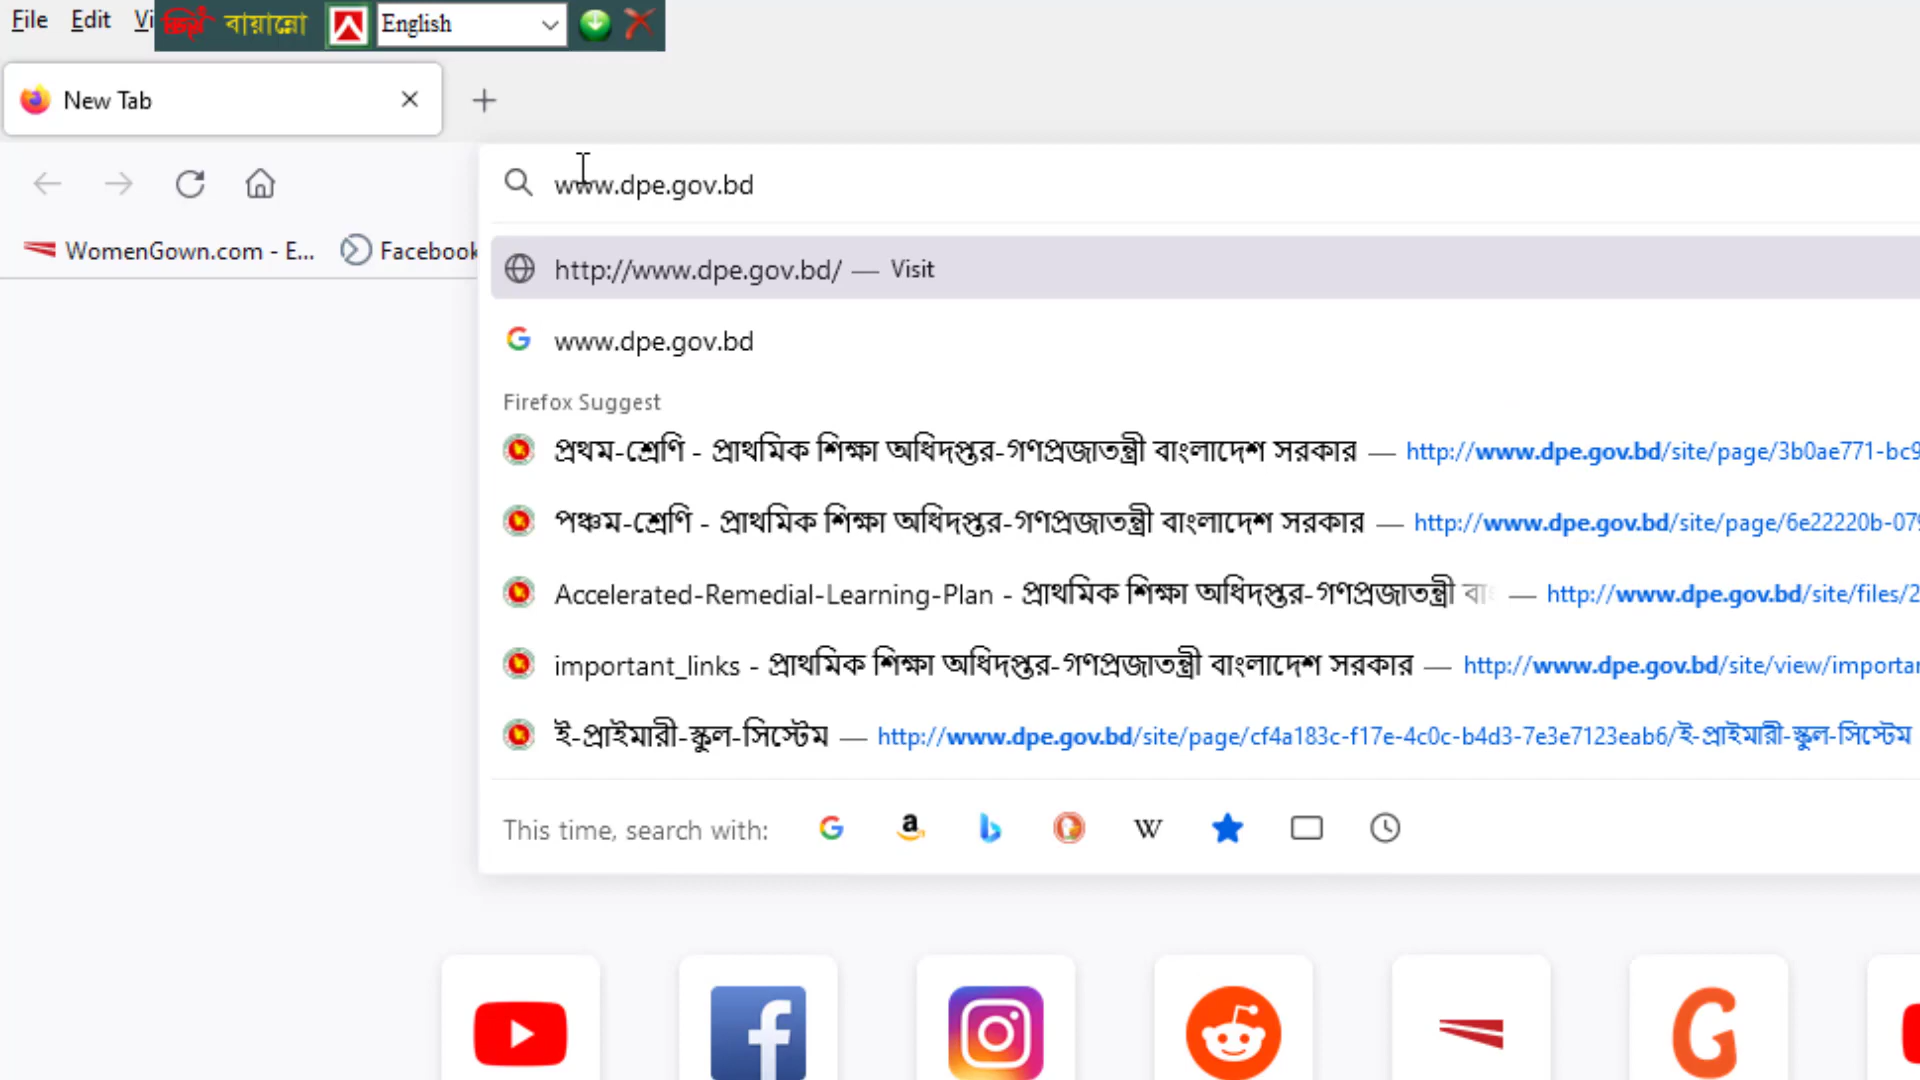 File Edit Vi বায়ান্নো English
New Tab
www.dpe.gov.bd
WomenGown.com - E... Facebook
http://www.dpe.gov.bd/ — Visit
www.dpe.gov.bd
Firefox Suggest
প্রথম-শ্রেণি - প্রাথমিক শিক্ষা অধিদপ্তর-গণপ্রজাতন্ত্রী বাংলাদেশ সরকার — http://www.dpe.gov.bd/site/page/3b0ae771-bc9
পঞ্চম-শ্রেণি - প্রাথমিক শিক্ষা অধিদপ্তর-গণপ্রজাতন্ত্রী বাংলাদেশ সরকার — http://www.dpe.gov.bd/site/page/6e22220b-079
Accelerated-Remedial-Learning-Plan - প্রাথমিক শিক্ষা অধিদপ্তর-গণপ্রজাতন্ত্রী বাং — http://www.dpe.gov.bd/site/files/2
important_links - প্রাথমিক শিক্ষা অধিদপ্তর-গণপ্রজাতন্ত্রী বাংলাদেশ সরকার — http://www.dpe.gov.bd/site/view/importan
ই-প্রাইমারী-স্কুল-সিস্টেম — http://www.dpe.gov.bd/site/page/cf4a183c-f17e-4c0c-b4d3-7e3e7123eab6/ই-প্রাইমারী-স্কুল-সিস্টেম
This time, search with: